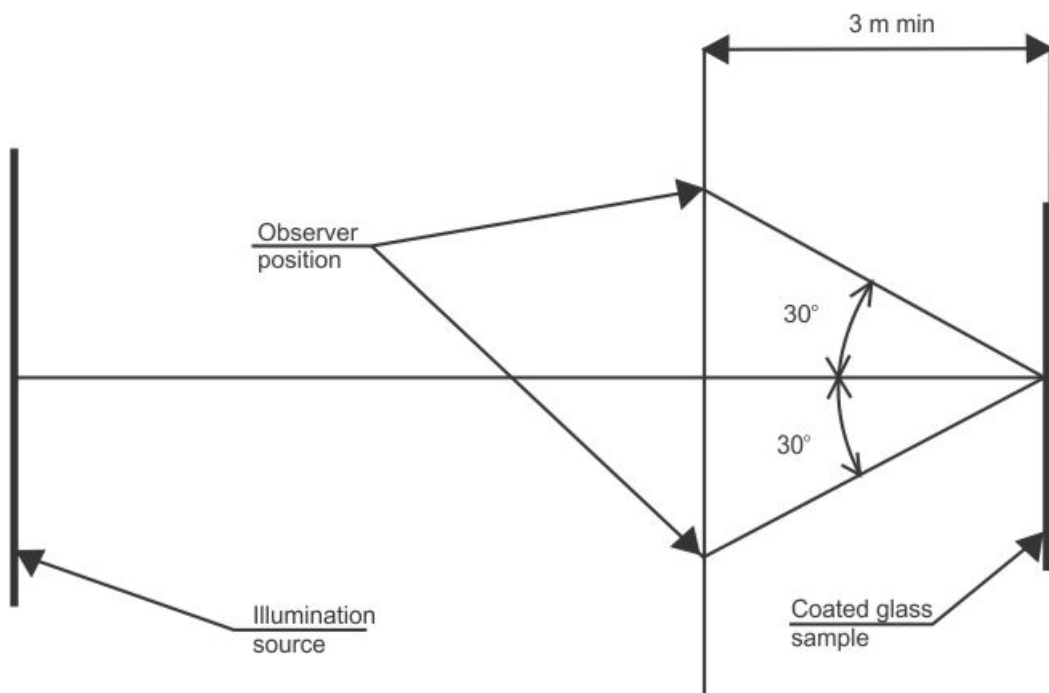 3 m min
Observer
position
30°
30°
Illumination
source
Coated glass
sample